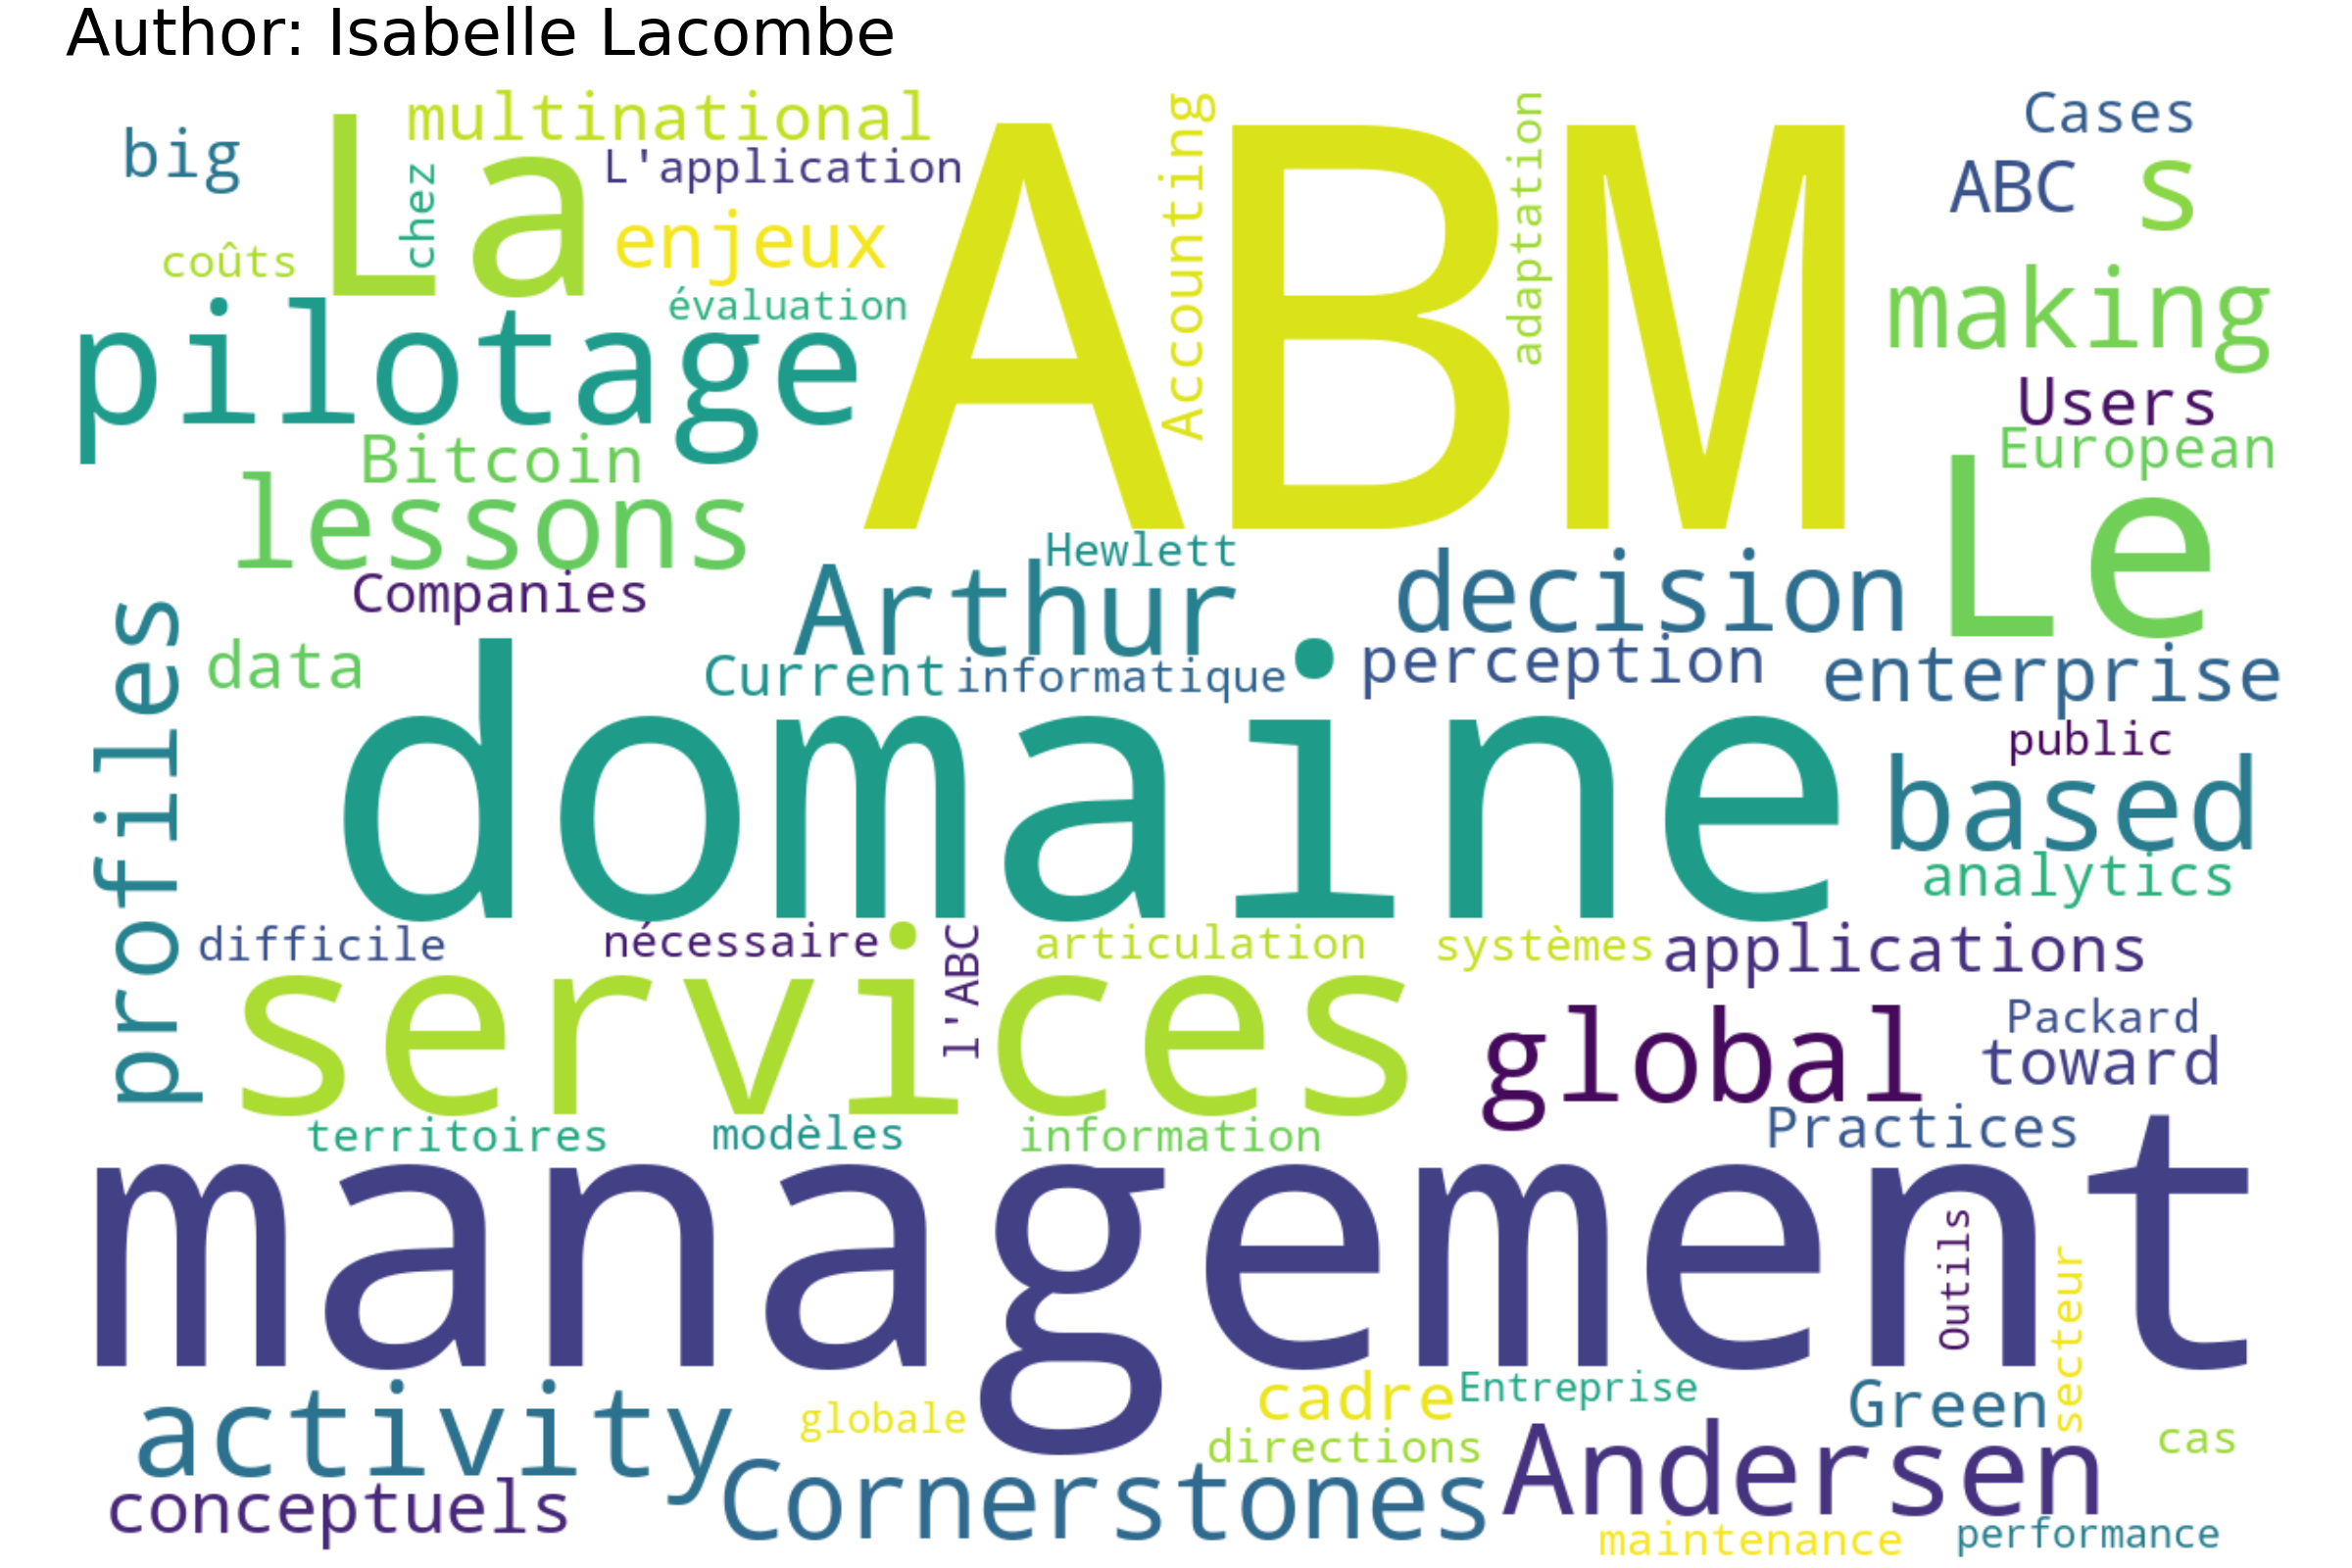 Author: Isabelle Lacombe
big
La
multinational
L'application
chez
coûts
enjeux
évaluation
pilotage
ABM
Accounting
adaptation
Cases
ABC
s
making
Users
European
Le
Bitcoin
lessons
Companies
Hewlett
Arthur
Current
informatique
decision
perception
enterprise
profiles
data
domaine
public
based
analytics
difficile
nécessaire
l'ABC
articulation
systèmes
applications
services
global
Packard
toward
territoires
modèles
information
Practices
management
Outils
secteur
activity
globale
cadre
Entreprise
Green
directions
cas
conceptuels
Cornerstones
Andersen
maintenance
performance